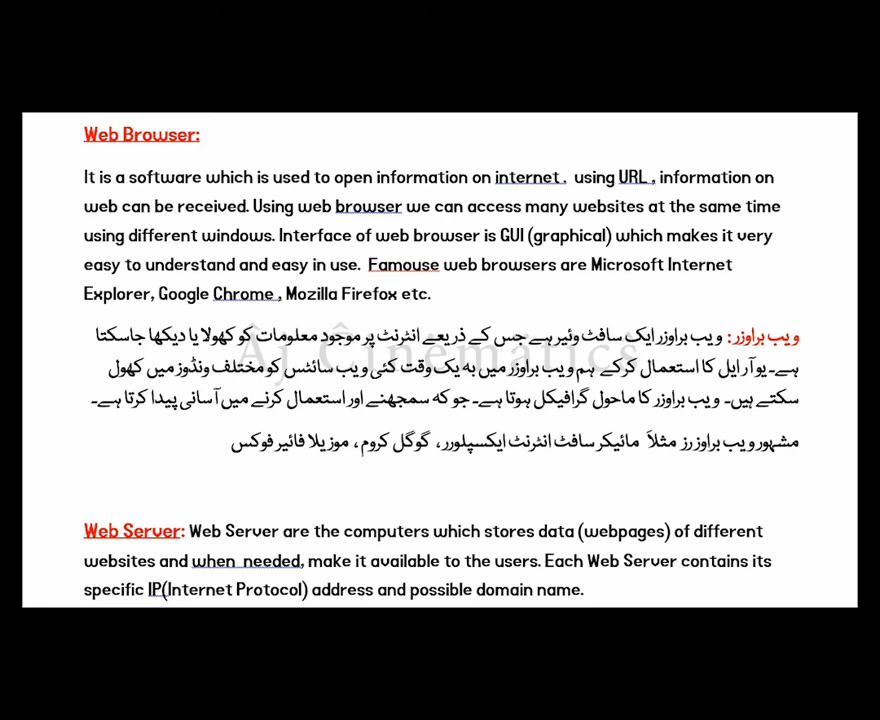 Web Browser:
It is a software which is used to open information on internet .  using URL , information on
web can be received. Using web browser we can access many websites at the same time
using different windows. Interface of web browser is GUI (graphical) which makes it very
easy to understand and easy in use.  Famouse web browsers are Microsoft Internet
Explorer, Google Chrome , Mozilla Firefox etc.
ویب براوزر: ویب براوزر ایک سافٹ وئیر ہے جس کے ذریعے انٹرنٹ پر موجود معلومات کو کھولا یا دیکھا جاسکتا
Aj Cinematics
ہے۔ یو آر ایل کا استعمال کرکے ہم ویب براوزر میں بہ یک وقت کئی ویب سائٹس کو مختلف ونڈوز میں کھول
سکتے ہیں۔ ویب براوزر کا ماحول گرافیکل ہوتا ہے۔ جو کہ سمجھنے اور استعمال کرنے میں آسانی پیدا کرتا ہے۔
مشہور ویب براوزرز مثلاً  مائیکر سافٹ انٹرنٹ ایکسپلورر، گوگل کروم ، موزیلا فائیر فوکس
Web Server: Web Server are the computers which stores data (webpages) of different
websites and when  needed, make it available to the users. Each Web Server contains its
specific IP(Internet Protocol) address and possible domain name.